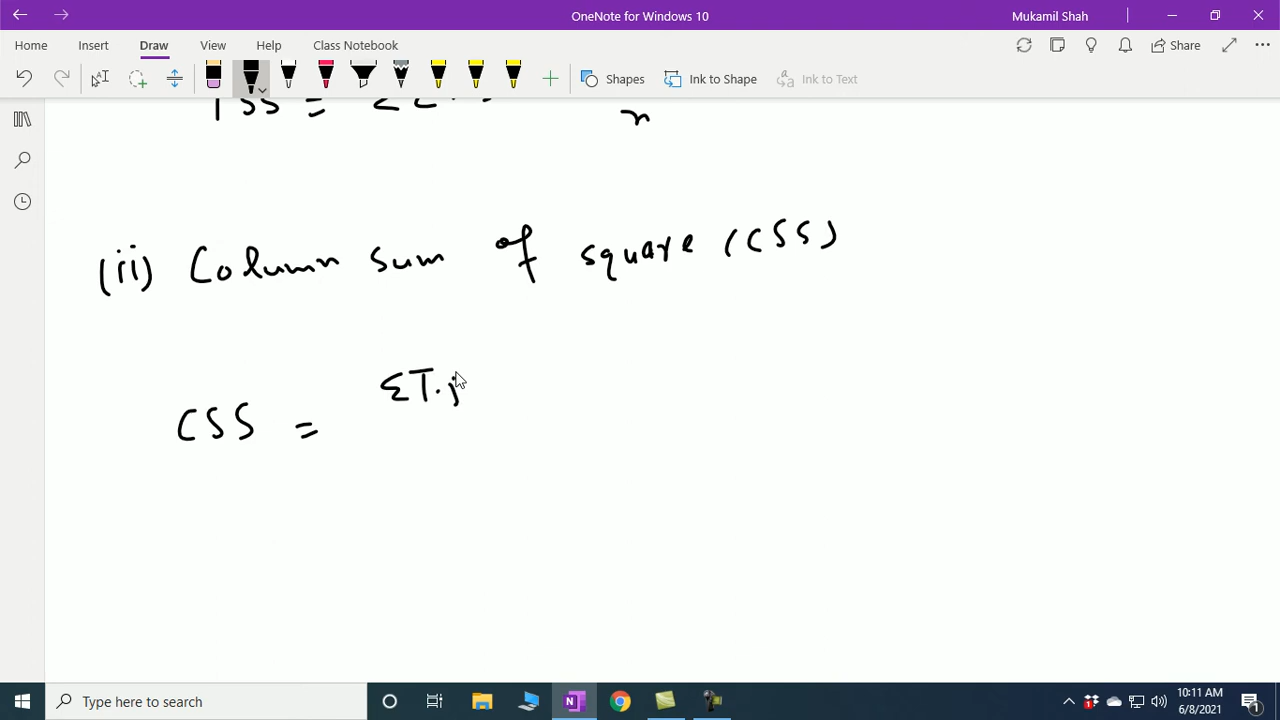 OneNote for Windows 10
Mukamil Shah
Home Insert Draw View Help Class Notebook
Share
Shapes Ink to Shape Ink to Text
TSS =
n
(ii) Column sum of square (CSS)
ΣT.j
CSS =
Type here to search
10:11 AM
6/8/2021